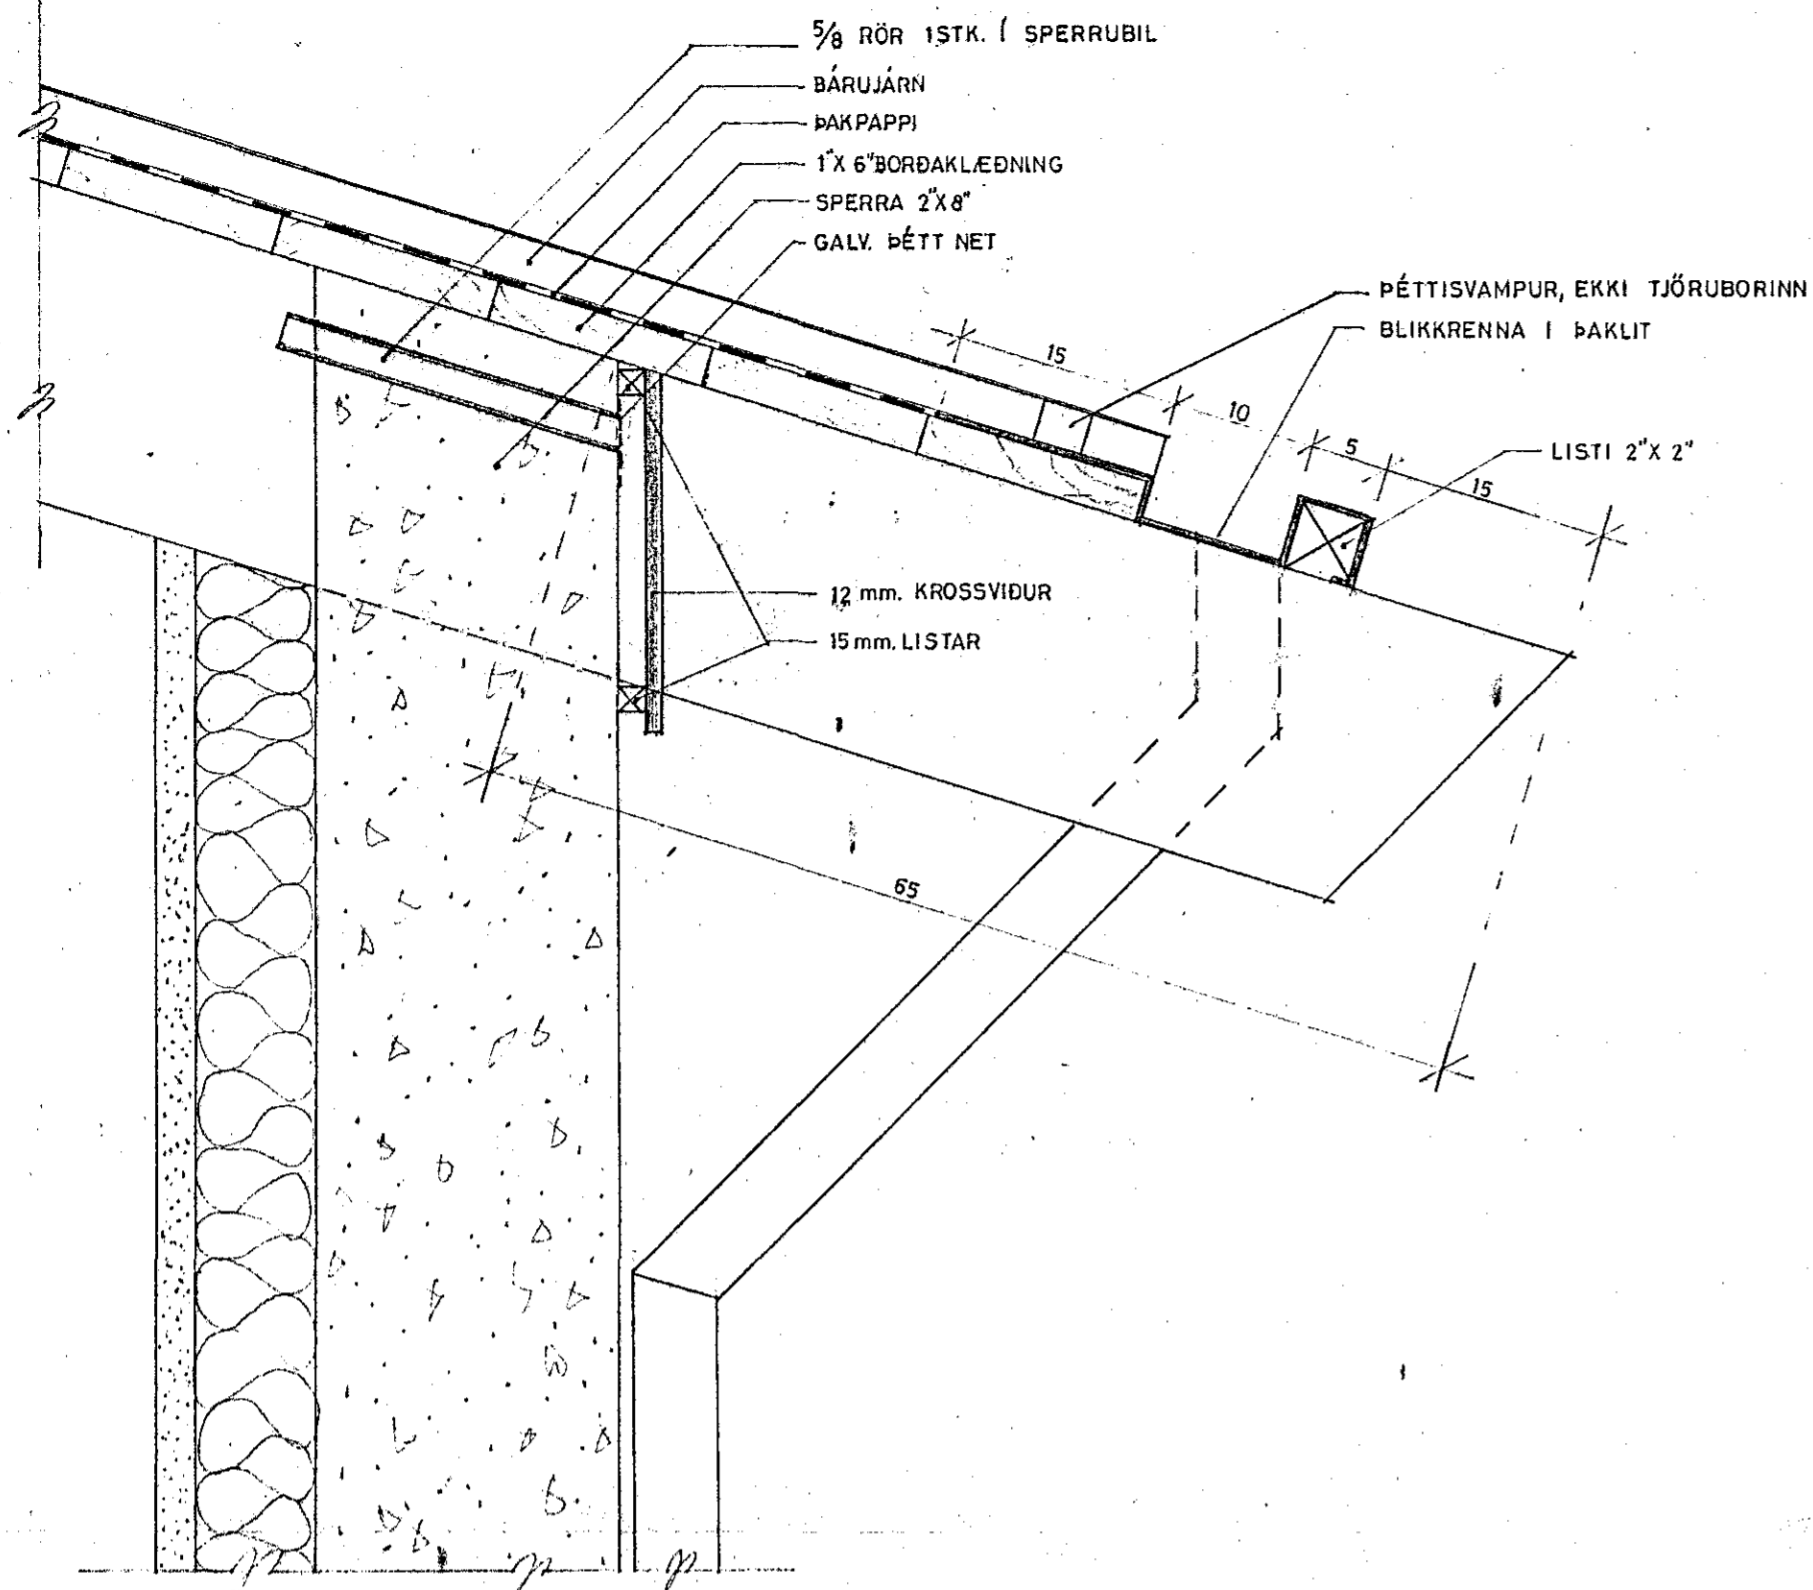 5/8 RÖR 1STK. Í SPERRUBIL
BÁRUJÁRN
ÞAKPAPPI
1"X 6" BORÐAKLÆÐNING
SPERRA 2"X8"
GALV. ÞÉTT NET
ÞÉTTISVAMPUR, EKKI TJÖRUBORINN
BLIKKRENNA I ÞAKLIT
15
10
5
15
LISTI 2"X 2"
12 mm. KROSSVIÐUR
15 mm. LISTAR
65